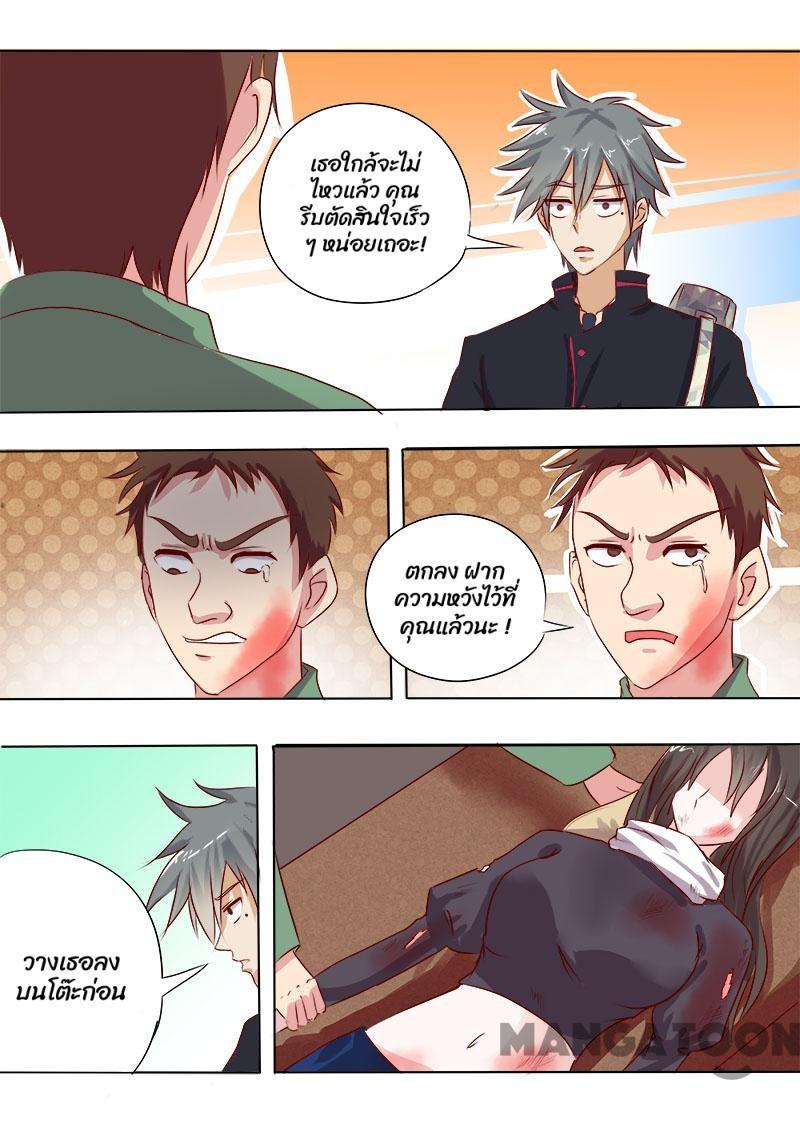 เธอใกล้จะไม่
ไหวแล้ว คุณ
รีบตัดสินใจเร็ว
ๆ หน่อยเถอะ!
ตกลง ฝาก
ความหวังไว้ที่
คุณแล้วนะ !
วางเธอลง
บนโต๊ะก่อน
MANGATOON